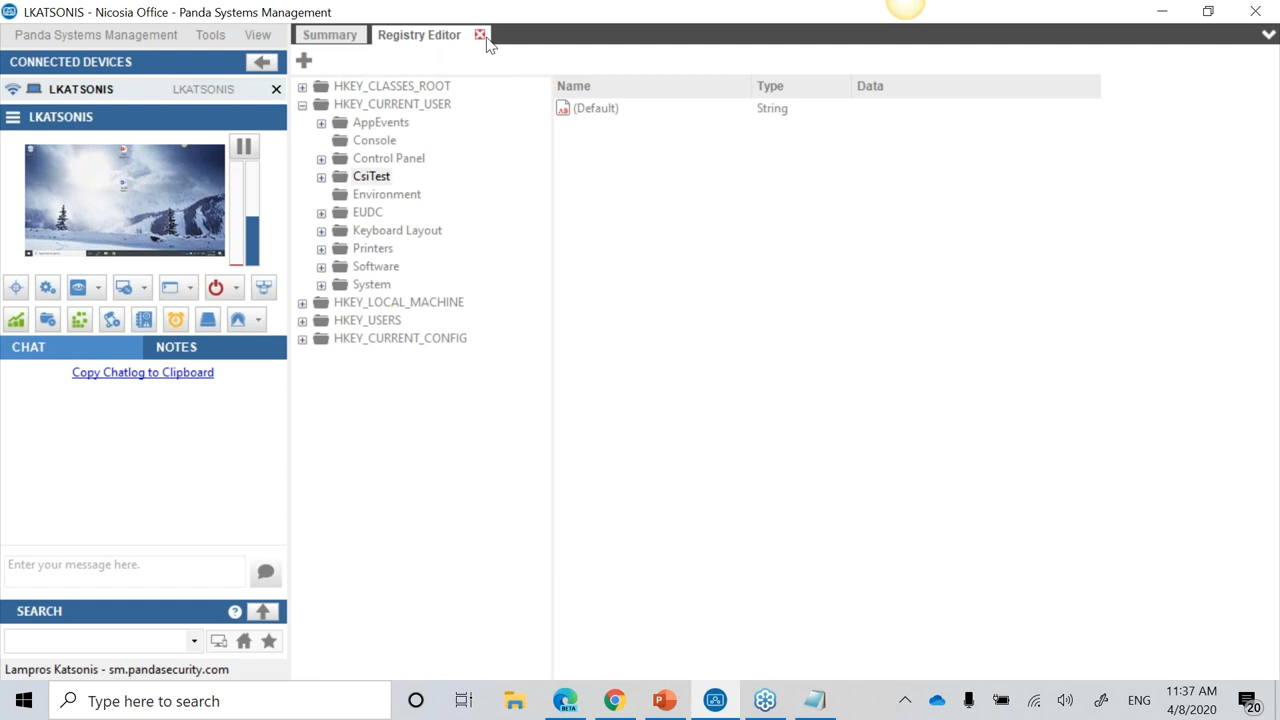 LKATSONIS - Nicosia Office - Panda Systems Management
Panda Systems Management Tools View
Summary Registry Editor
CONNECTED DEVICES
LKATSONIS LKATSONIS
LKATSONIS
CHAT NOTES
Copy Chatlog to Clipboard
Enter your message here.
SEARCH
Lampros Katsonis - sm.pandasecurity.com
HKEY_CLASSES_ROOT
HKEY_CURRENT_USER
AppEvents
Console
Control Panel
CsiTest
Environment
EUDC
Keyboard Layout
Printers
Software
System
HKEY_LOCAL_MACHINE
HKEY_USERS
HKEY_CURRENT_CONFIG
Name Type Data
(Default) String
Type here to search
BETA
ENG
11:37 AM
4/8/2020
20